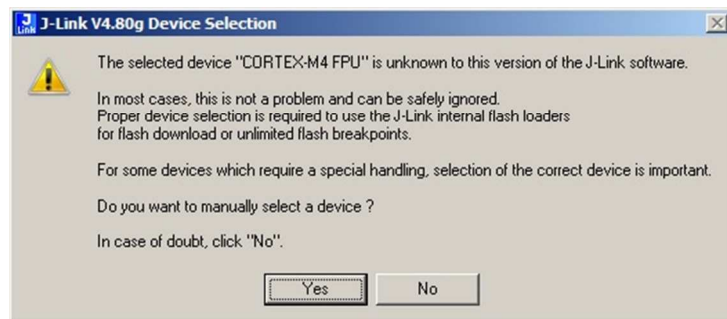 J-Link V4.80g Device Selection
The selected device "CORTEX-M4 FPU" is unknown to this version of the J-Link software.
In most cases, this is not a problem and can be safely ignored.
Proper device selection is required to use the J-Link internal flash loaders
for flash download or unlimited flash breakpoints.
For some devices which require a special handling, selection of the correct device is important.
Do you want to manually select a device ?
In case of doubt, click "No".
Yes
No